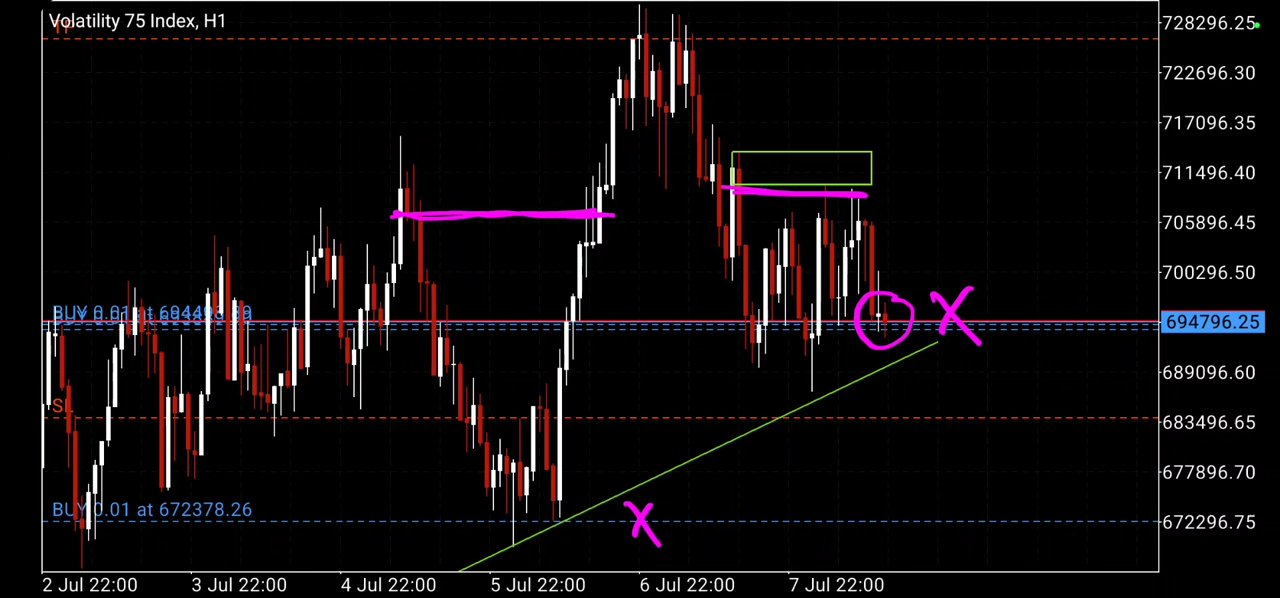 Volatility 75 Index, H1
728296.25
TP
722696.30
717096.35
711496.40
705896.45
700296.50
BUY 0.01 at
694796.25
689096.60
SL
683496.65
677896.70
BUY 0.01 at 672378.26
672296.75
2 Jul 22:00 3 Jul 22:00 4 Jul 22:00 5 Jul 22:00 6 Jul 22:00 7 Jul 22:00